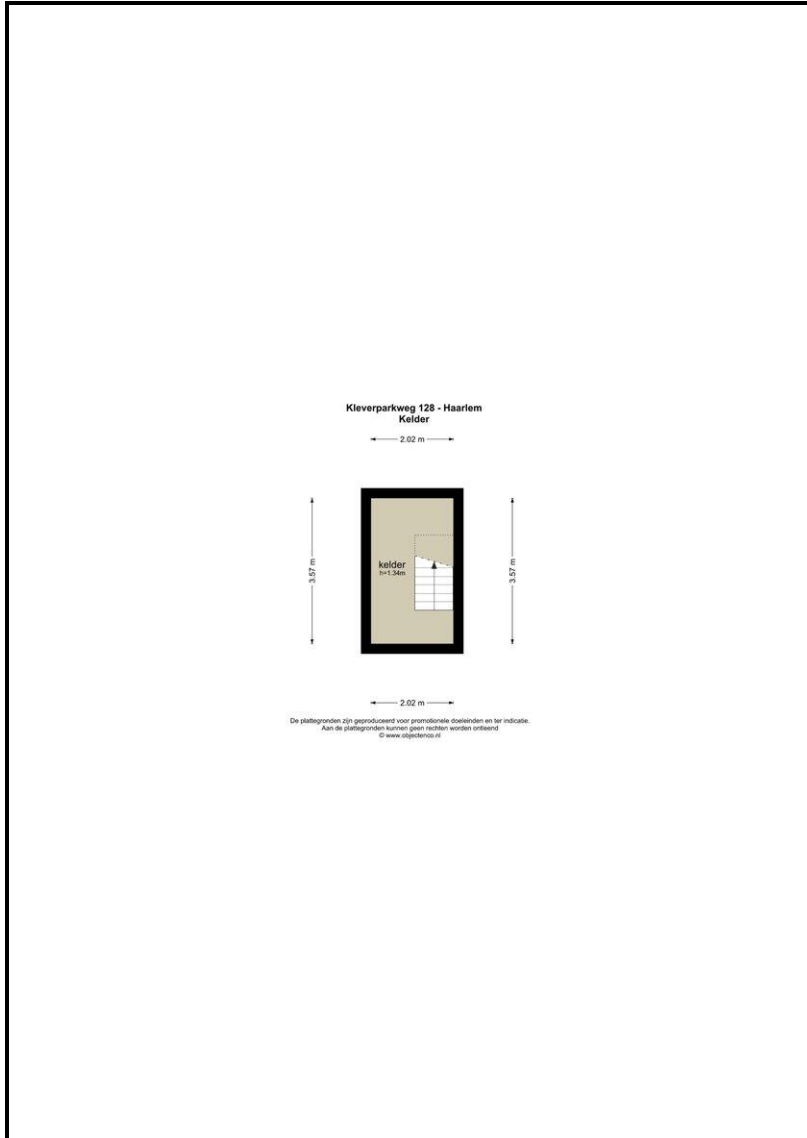 Kleverparkweg 128 - Haarlem
Kelder
2.02 m
3.57 m
3.57 m
kelder
h=1.34m
2.02 m
De plattegronden zijn geproduceerd voor promotionele doeleinden en ter indicatie.
Aan de plattegronden kunnen geen rechten worden ontleend
© www.objectenco.nl